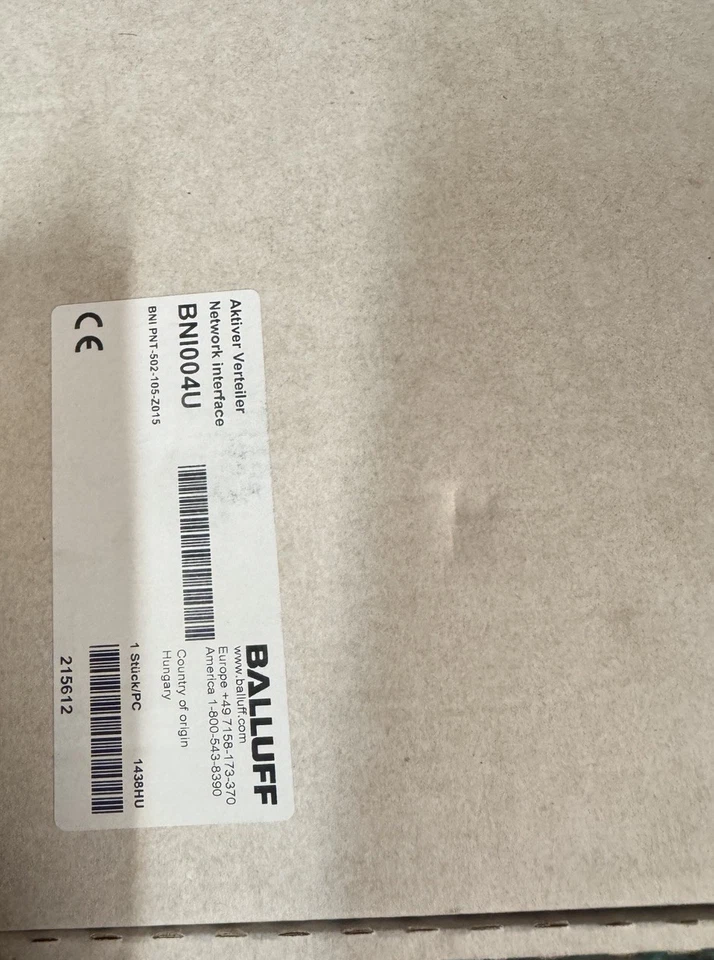 Aktiver Verteiler
Network interface
BNI004U
BNI PNT-502-105-Z015
CE
BALLUFF
www.balluff.com
Europe +49 7158-173-370
America 1-800-543-8390
Country of origin
Hungary
1 Stück/PC 1438HU
215612